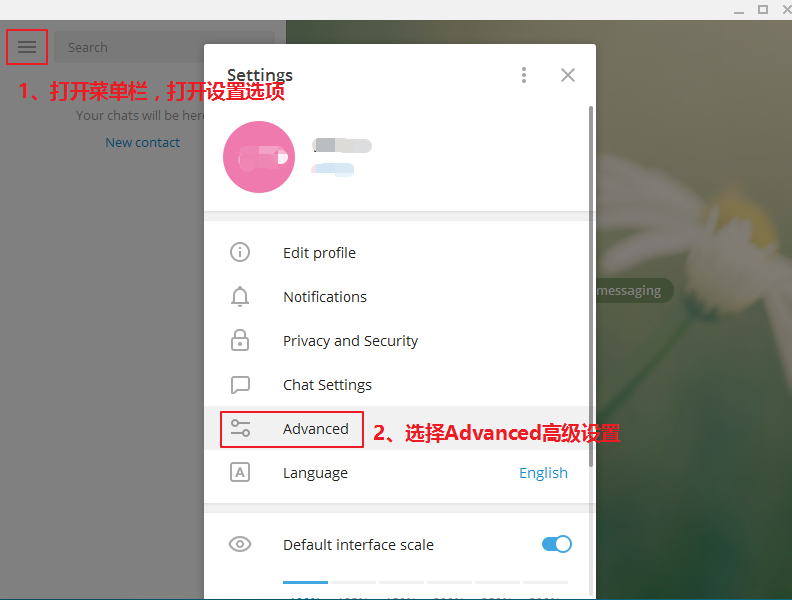 Search
Settings
1、打开菜单栏，打开设置选项
Your chats will be here
New contact
Edit profile
messaging
Notifications
Privacy and Security
Chat Settings
Advanced
2、选择Advanced高级设置
Language
English
Default interface scale